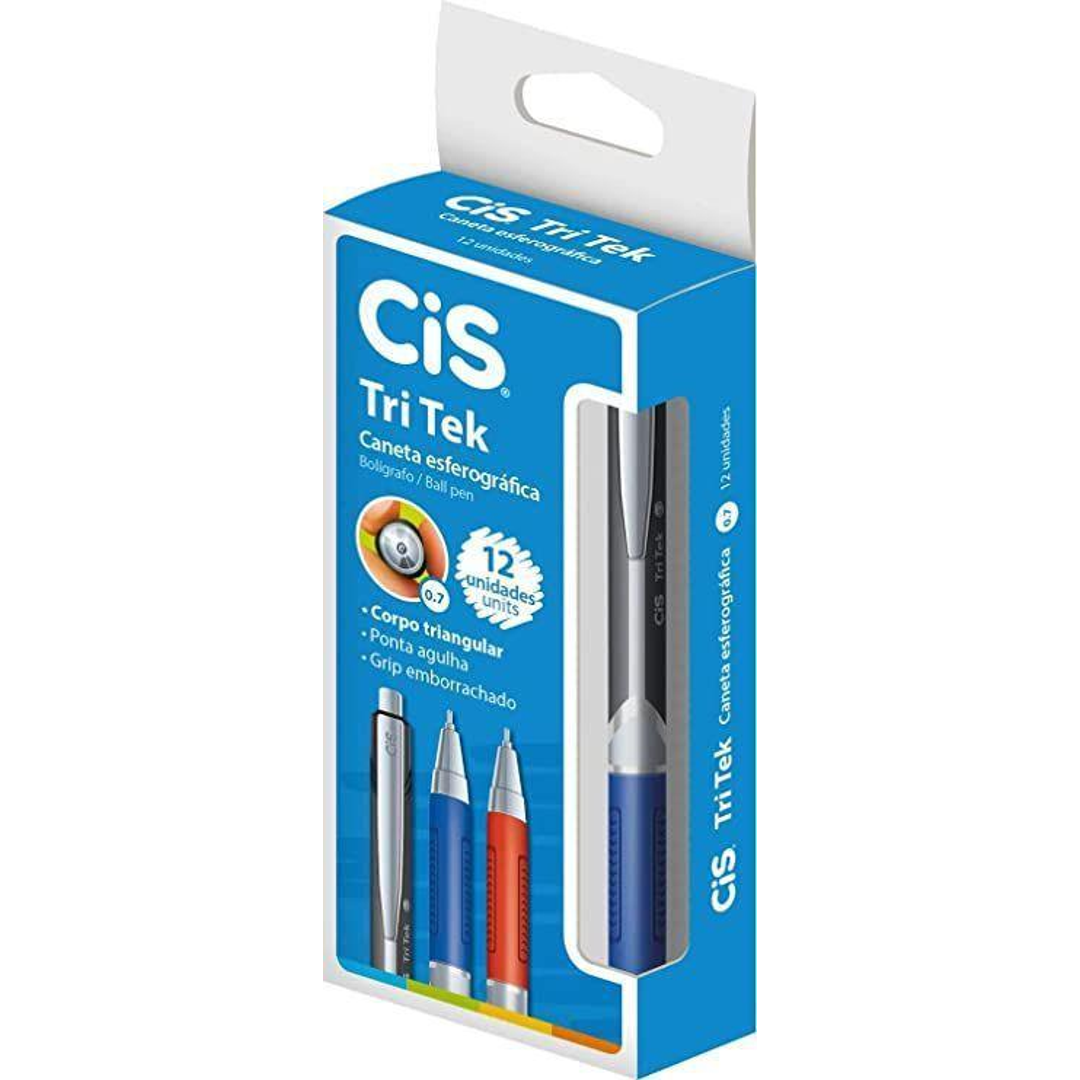 CiS Tri Tek
Caneta esferográfica
12 unidades
CiS®
Tri Tek
Caneta esferográfica
Bolígrafo / Ball pen
0.7
12
unidades
units
• Corpo triangular
• Ponta agulha
• Grip emborrachado
CiS
Tri Tek
CiS Tri Tek
CiS Tri Tek Caneta esferográfica 0.7 12 unidades